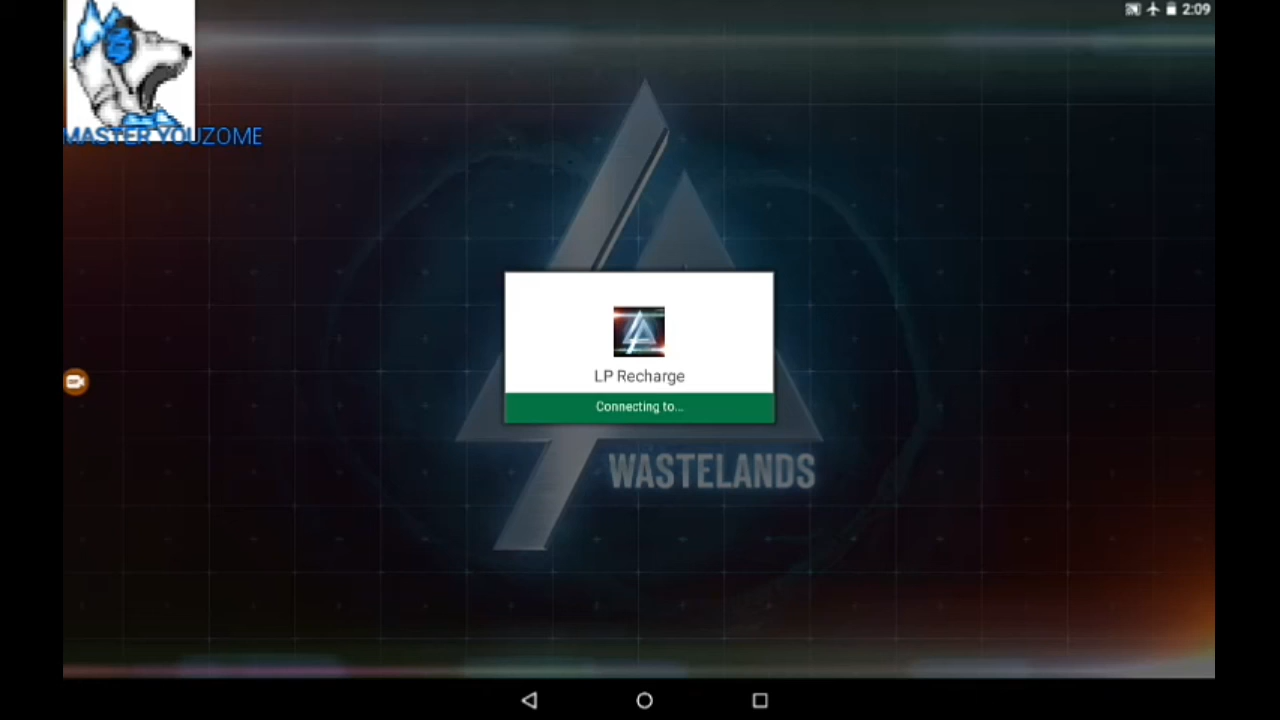 2:09
MASTER YOUZOME
LP Recharge
Connecting to...
WASTELANDS